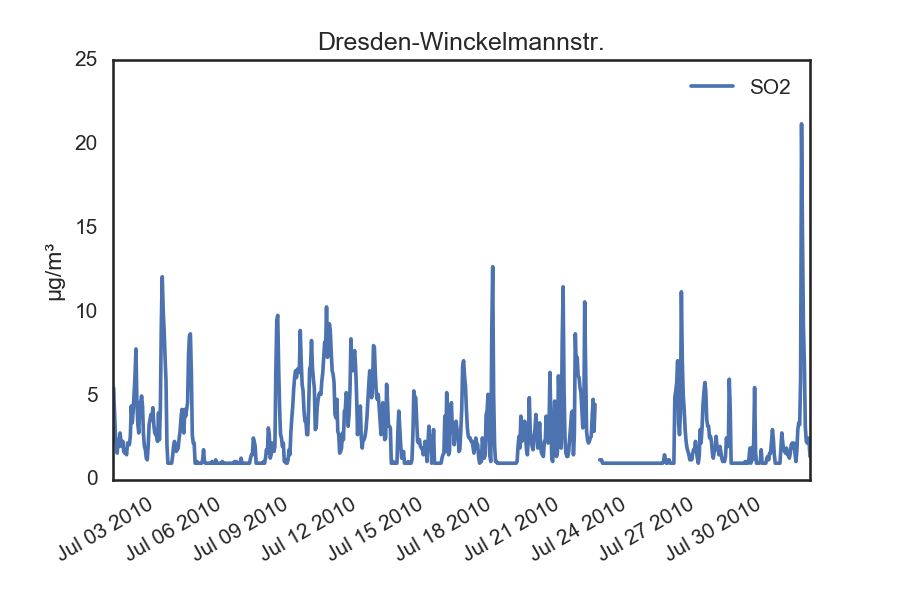 Dresden-Winckelmannstr.
25
20
15
10
5
0
µg/m³
SO2
Jul 03 2010
Jul 06 2010
Jul 09 2010
Jul 12 2010
Jul 15 2010
Jul 18 2010
Jul 21 2010
Jul 24 2010
Jul 27 2010
Jul 30 2010